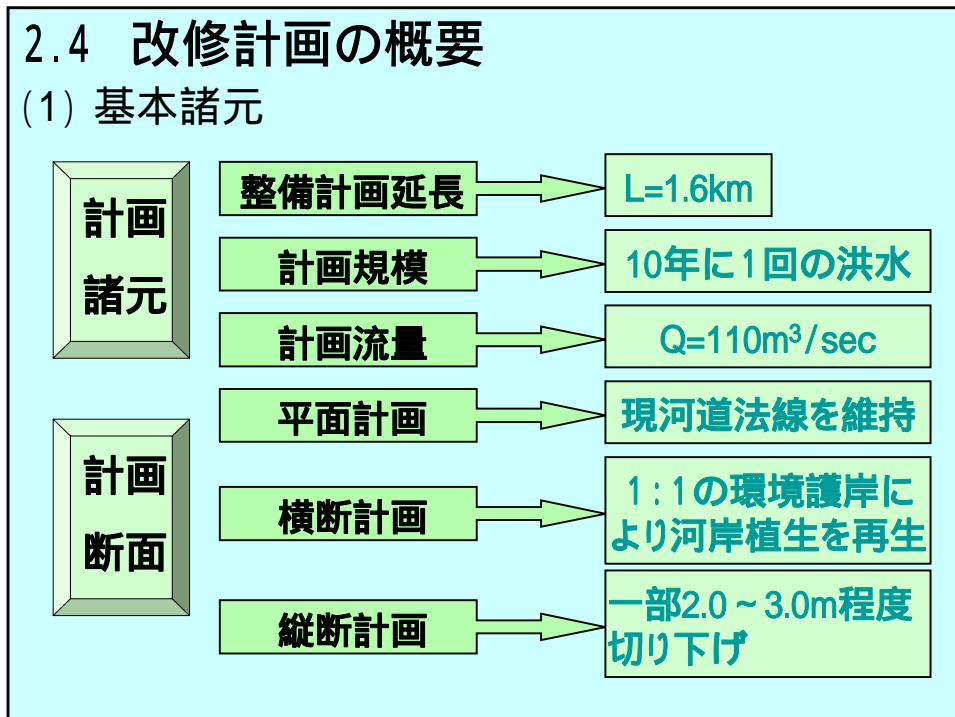 2.4 改修計画の概要
(1) 基本諸元
計画
諸元
整備計画延長
L=1.6km
計画規模
10年に1回の洪水
計画流量
Q=110m³/sec
計画
断面
平面計画
現河道法線を維持
横断計画
1:1の環境護岸に
より河岸植生を再生
縦断計画
一部2.0~3.0m程度
切り下げ